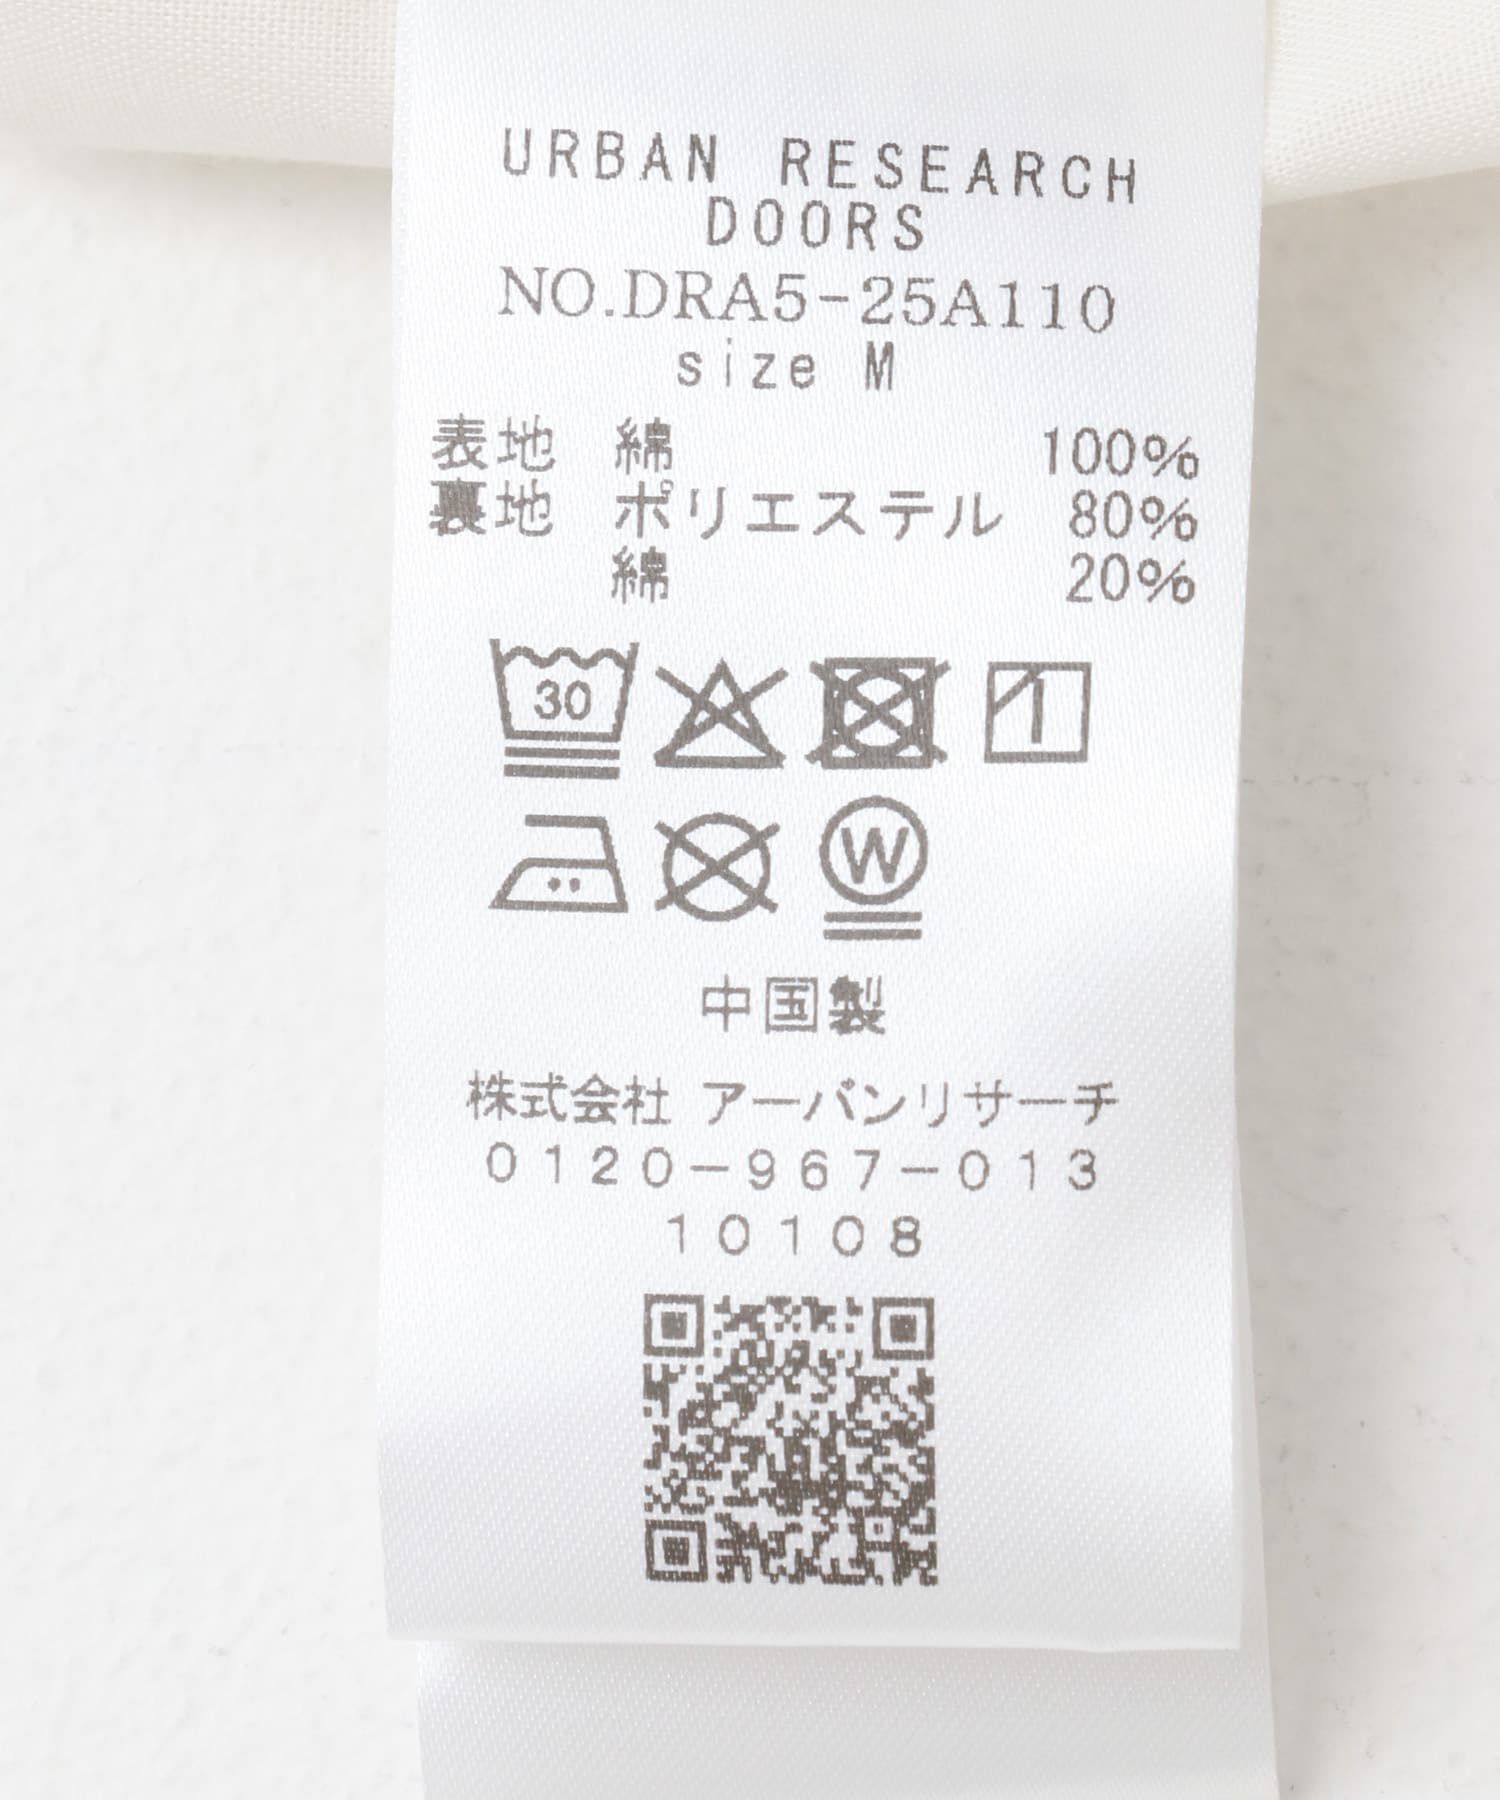 URBAN RESEARCH
DOORS
NO.DRA5-25A110
size M
表地 綿 100%
裏地 ポリエステル 80%
綿 20%
30
W
中国製
株式会社 アーバンリサーチ
0120-967-013
10108